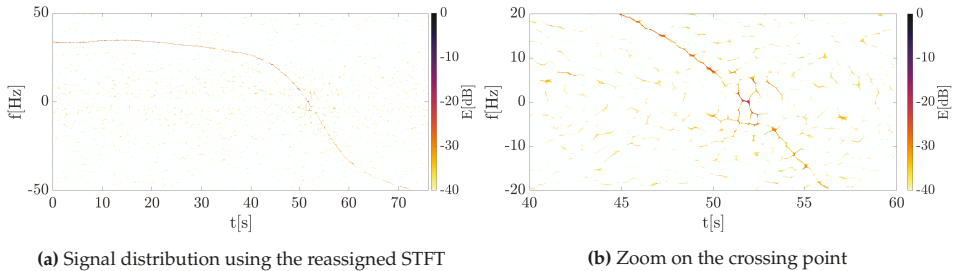 50
0
-50
f[Hz]
0 10 20 30 40 50 60 70
t[s]
0
-10
-20
-30
-40
E[dB]
20
10
0
-10
-20
f[Hz]
40 45 50 55 60
t[s]
0
-10
-20
-30
-40
E[dB]
(a) Signal distribution using the reassigned STFT
(b) Zoom on the crossing point